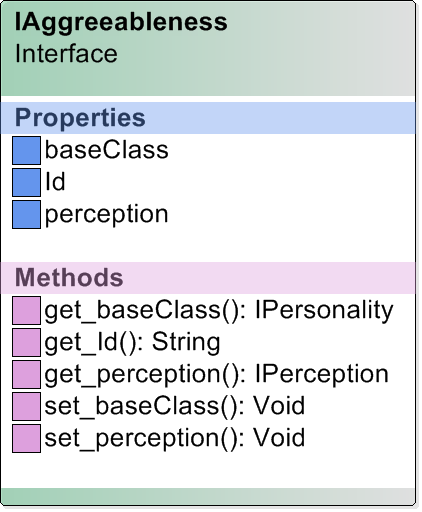 IAggreeableness
Interface
Properties
baseClass
Id
perception
Methods
get_baseClass(): IPersonality
get_Id(): String
get_perception(): IPerception
set_baseClass(): Void
set_perception(): Void